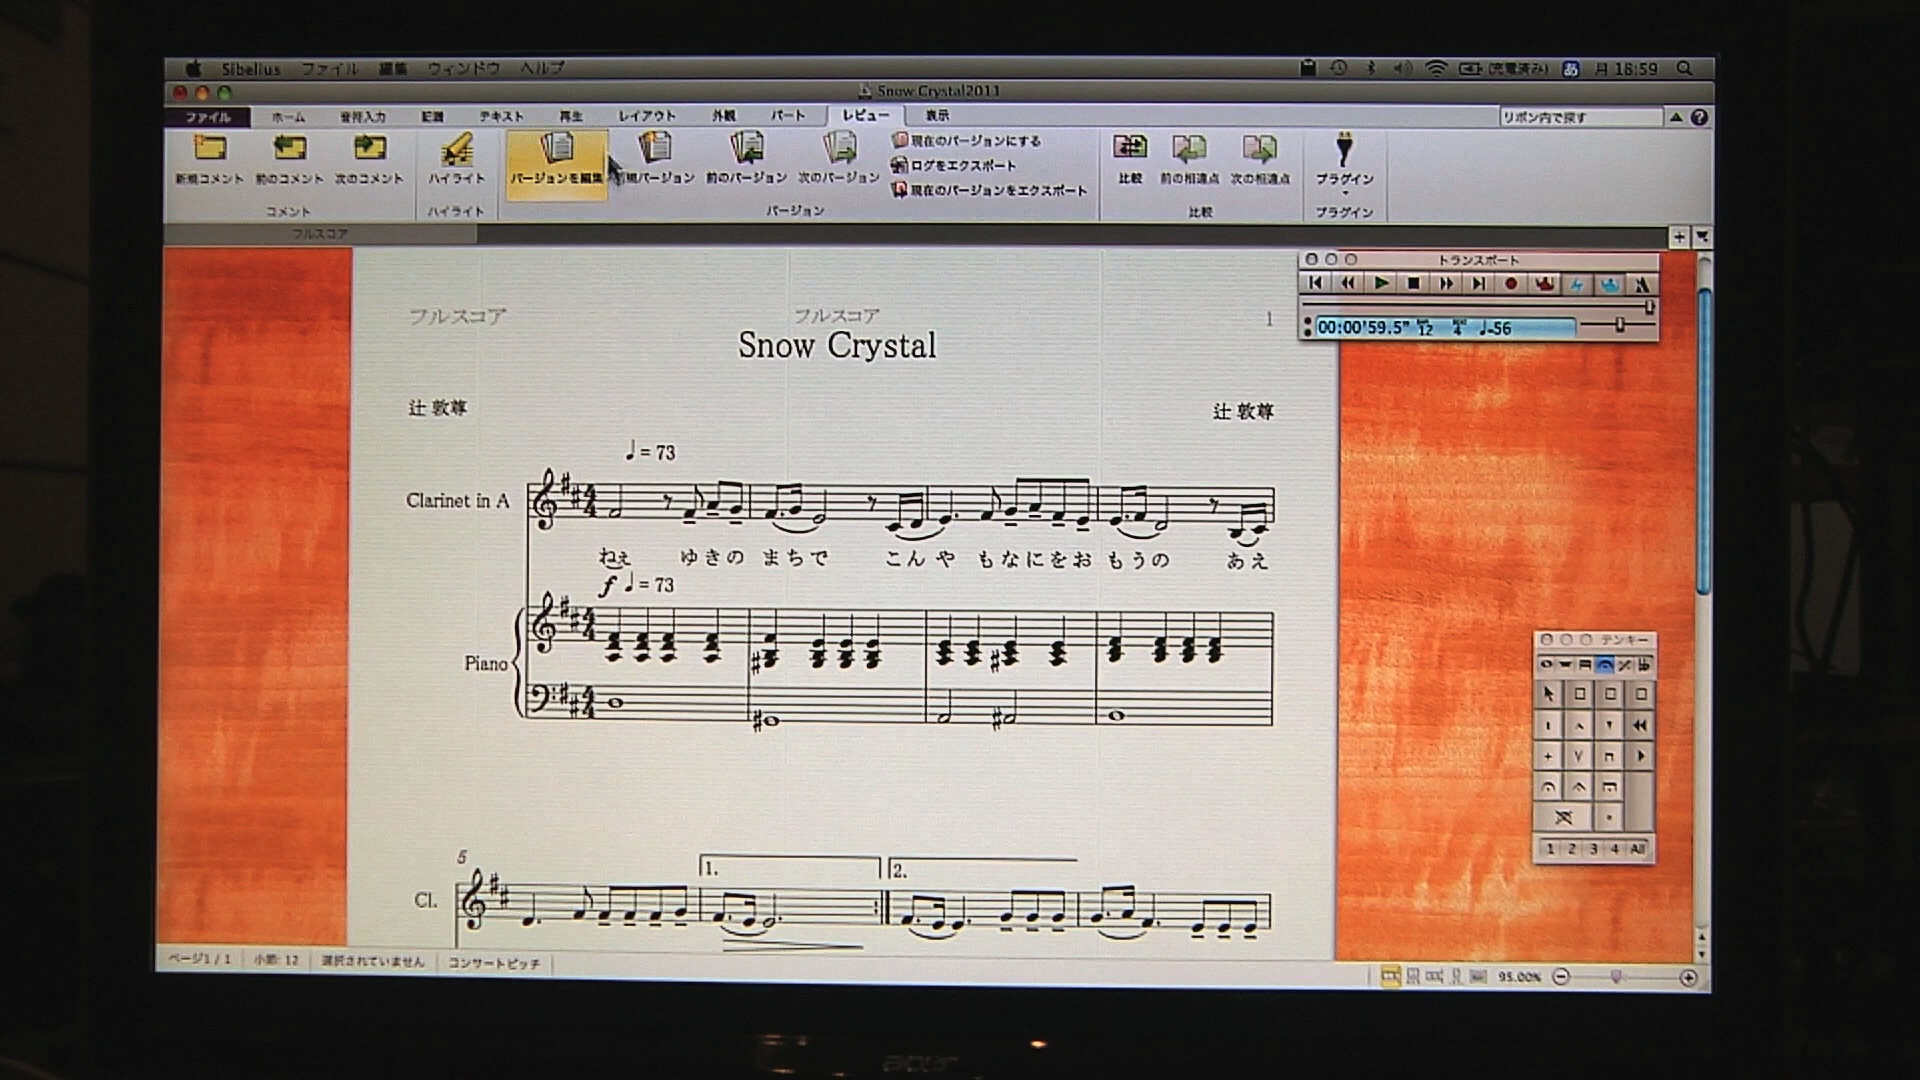 Sibelius ファイル 編集 ウィンドウ ヘルプ (充電済み) あ 月 18:59
Snow Crystal2011
ファイル ホーム 音符入力 記譜 テキスト 再生 レイアウト 外観 パート レビュー 表示 リボン内で探す
新規コメント 前のコメント 次のコメント ハイライト バージョンを編集 規バージョン 前のバージョン 次のバージョン
現在のバージョンにする
ログをエクスポート
現在のバージョンをエクスポート
比較 前の相違点 次の相違点 プラグイン
コメント ハイライト バージョン 比較 プラグイン
フルスコア
トランスポート
00:00'59.5" 12 4 ♩=56
フルスコア フルスコア 1
Snow Crystal
辻 敦尊 辻 敦尊
♩= 73
Clarinet in A
ねぇ ゆきの まちで こんや もなにをお もうの あえ
f ♩= 73
Piano
テンキー
1 2 3 4 All
5
1. 2.
Cl.
ページ1 / 1 小節: 12 選択されていません コンサートピッチ 95.00%
acer